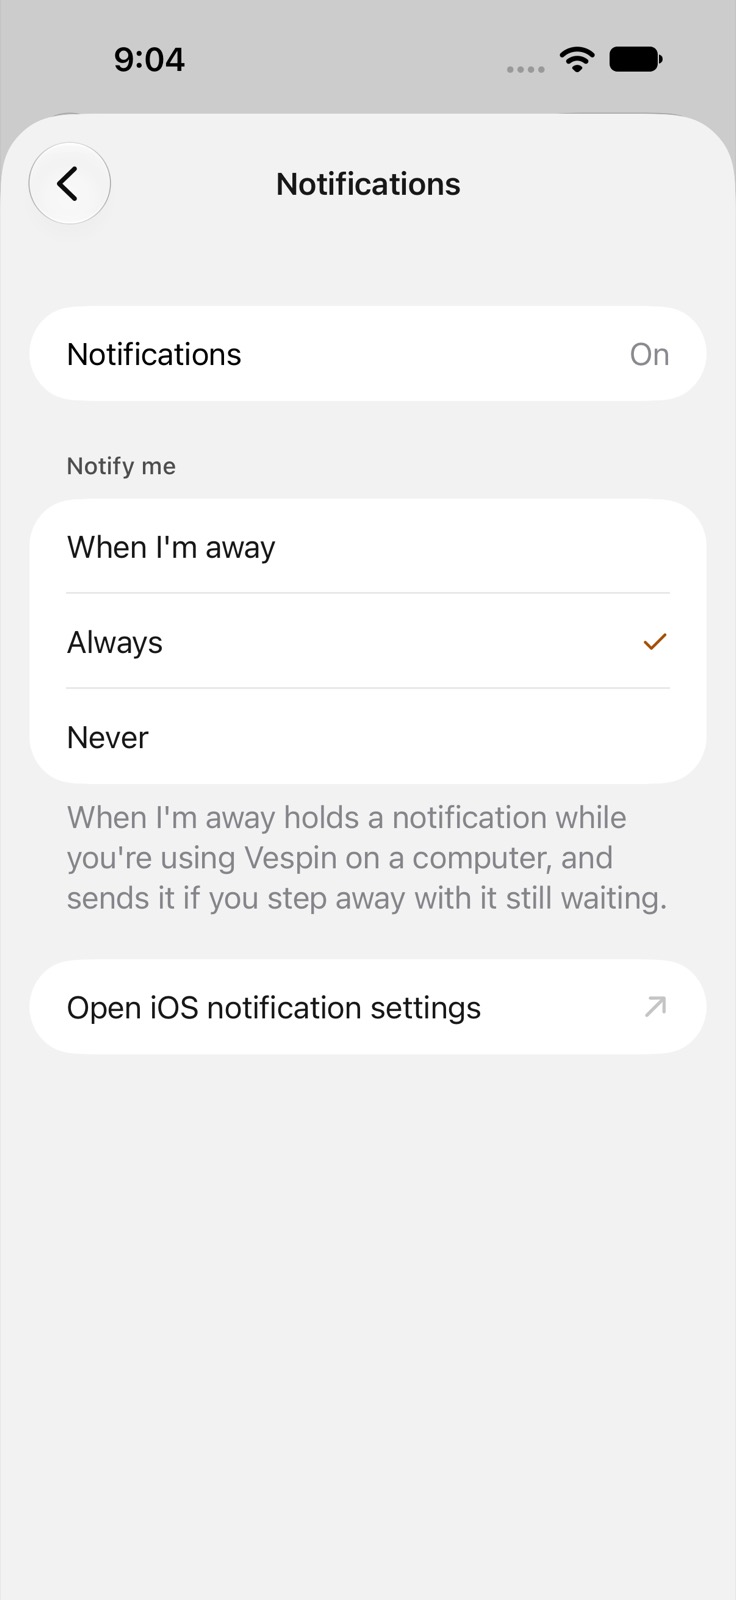 9:04
Notifications
Notifications On
Notify me
When I'm away
Always
Never
When I'm away holds a notification while
you're using Vespin on a computer, and
sends it if you step away with it still waiting.
Open iOS notification settings